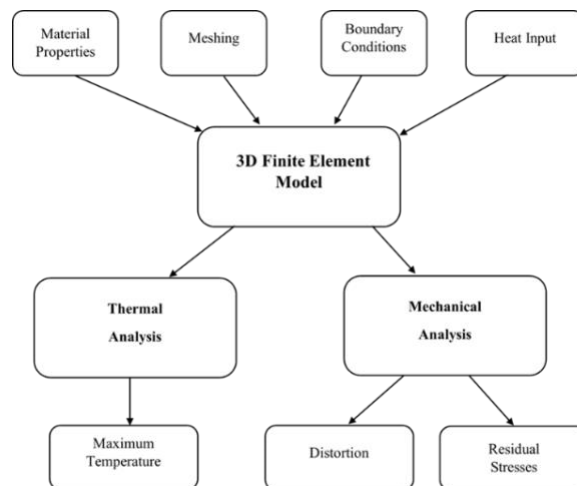 Material
Properties
Meshing
Boundary
Conditions
Heat Input
3D Finite Element
Model
Thermal
Analysis
Mechanical
Analysis
Maximum
Temperature
Distortion
Residual
Stresses